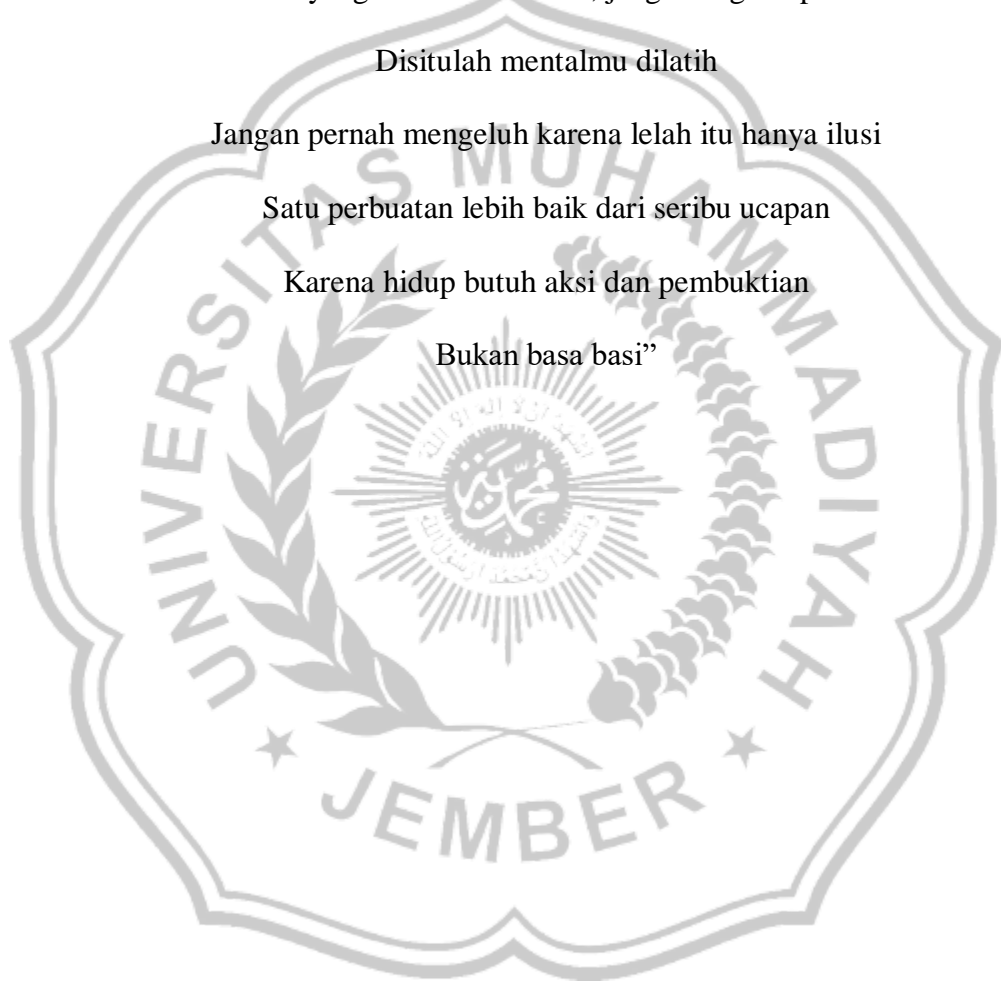 Disitulah mentalmu dilatih
Jangan pernah mengeluh karena lelah itu hanya ilusi
Satu perbuatan lebih baik dari seribu ucapan
Karena hidup butuh aksi dan pembuktian
Bukan basa basi”
UNIVERSITAS MUHAMMADIYAH
JEMBER